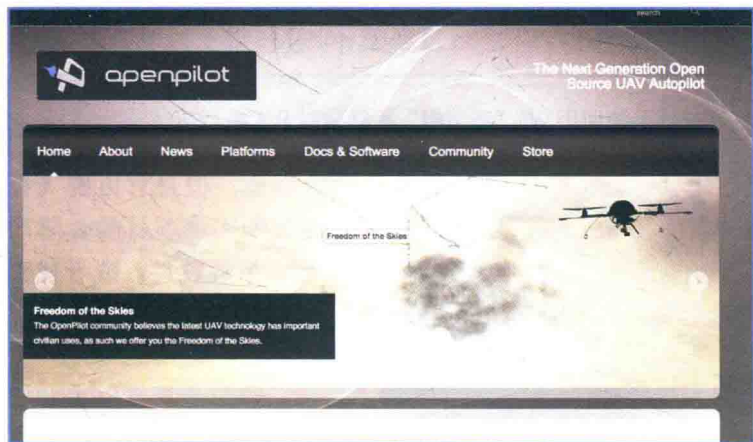 search
openpilot
The Next Generation Open
Source UAV Autopilot
Home About News Platforms Docs & Software Community Store
Freedom of the Skies
Freedom of the Skies
The OpenPilot community believes the latest UAV technology has important
civilian uses, as such we offer you the Freedom of the Skies.